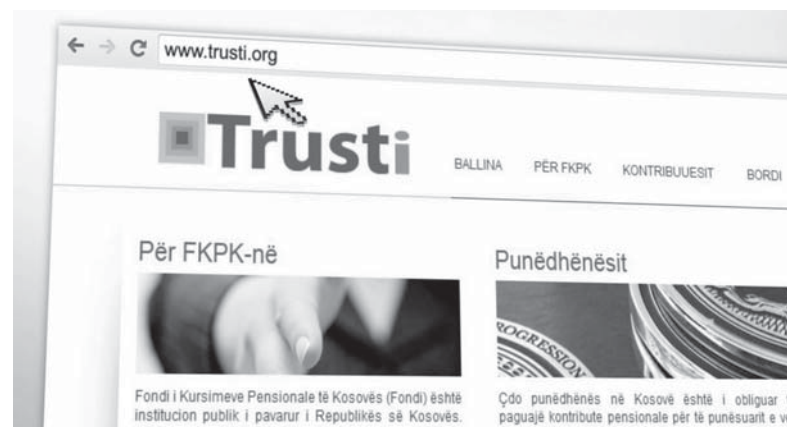 www.trusti.org
Trusti
BALLINA PËR FKPK KONTRIBUUESIT BORDI
Për FKPK-në
Fondi i Kursimeve Pensionale të Kosovës (Fondi) është
institucion publik i pavarur i Republikës së Kosovës.
Punëdhënësit
PROGRESSIO
Çdo punëdhënës në Kosovë është i obliguar
paguajë kontribute pensionale për të punësuarit e